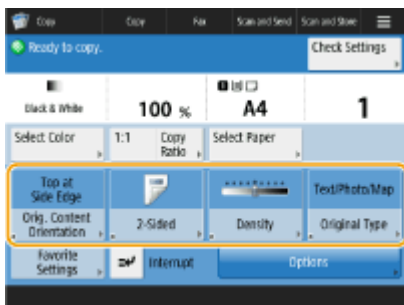 Copy Copy Fax Scan and Send Scan and Store
Ready to copy.
Check Settings
Black & White
100 %
A4
1
Select Color
1:1
Copy
Ratio
Select Paper
Top at
Side Edge
Text/Photo/Map
Orig. Content
Orientation
2-Sided
Density
Original Type
Favorite
Settings
Interrupt
Options